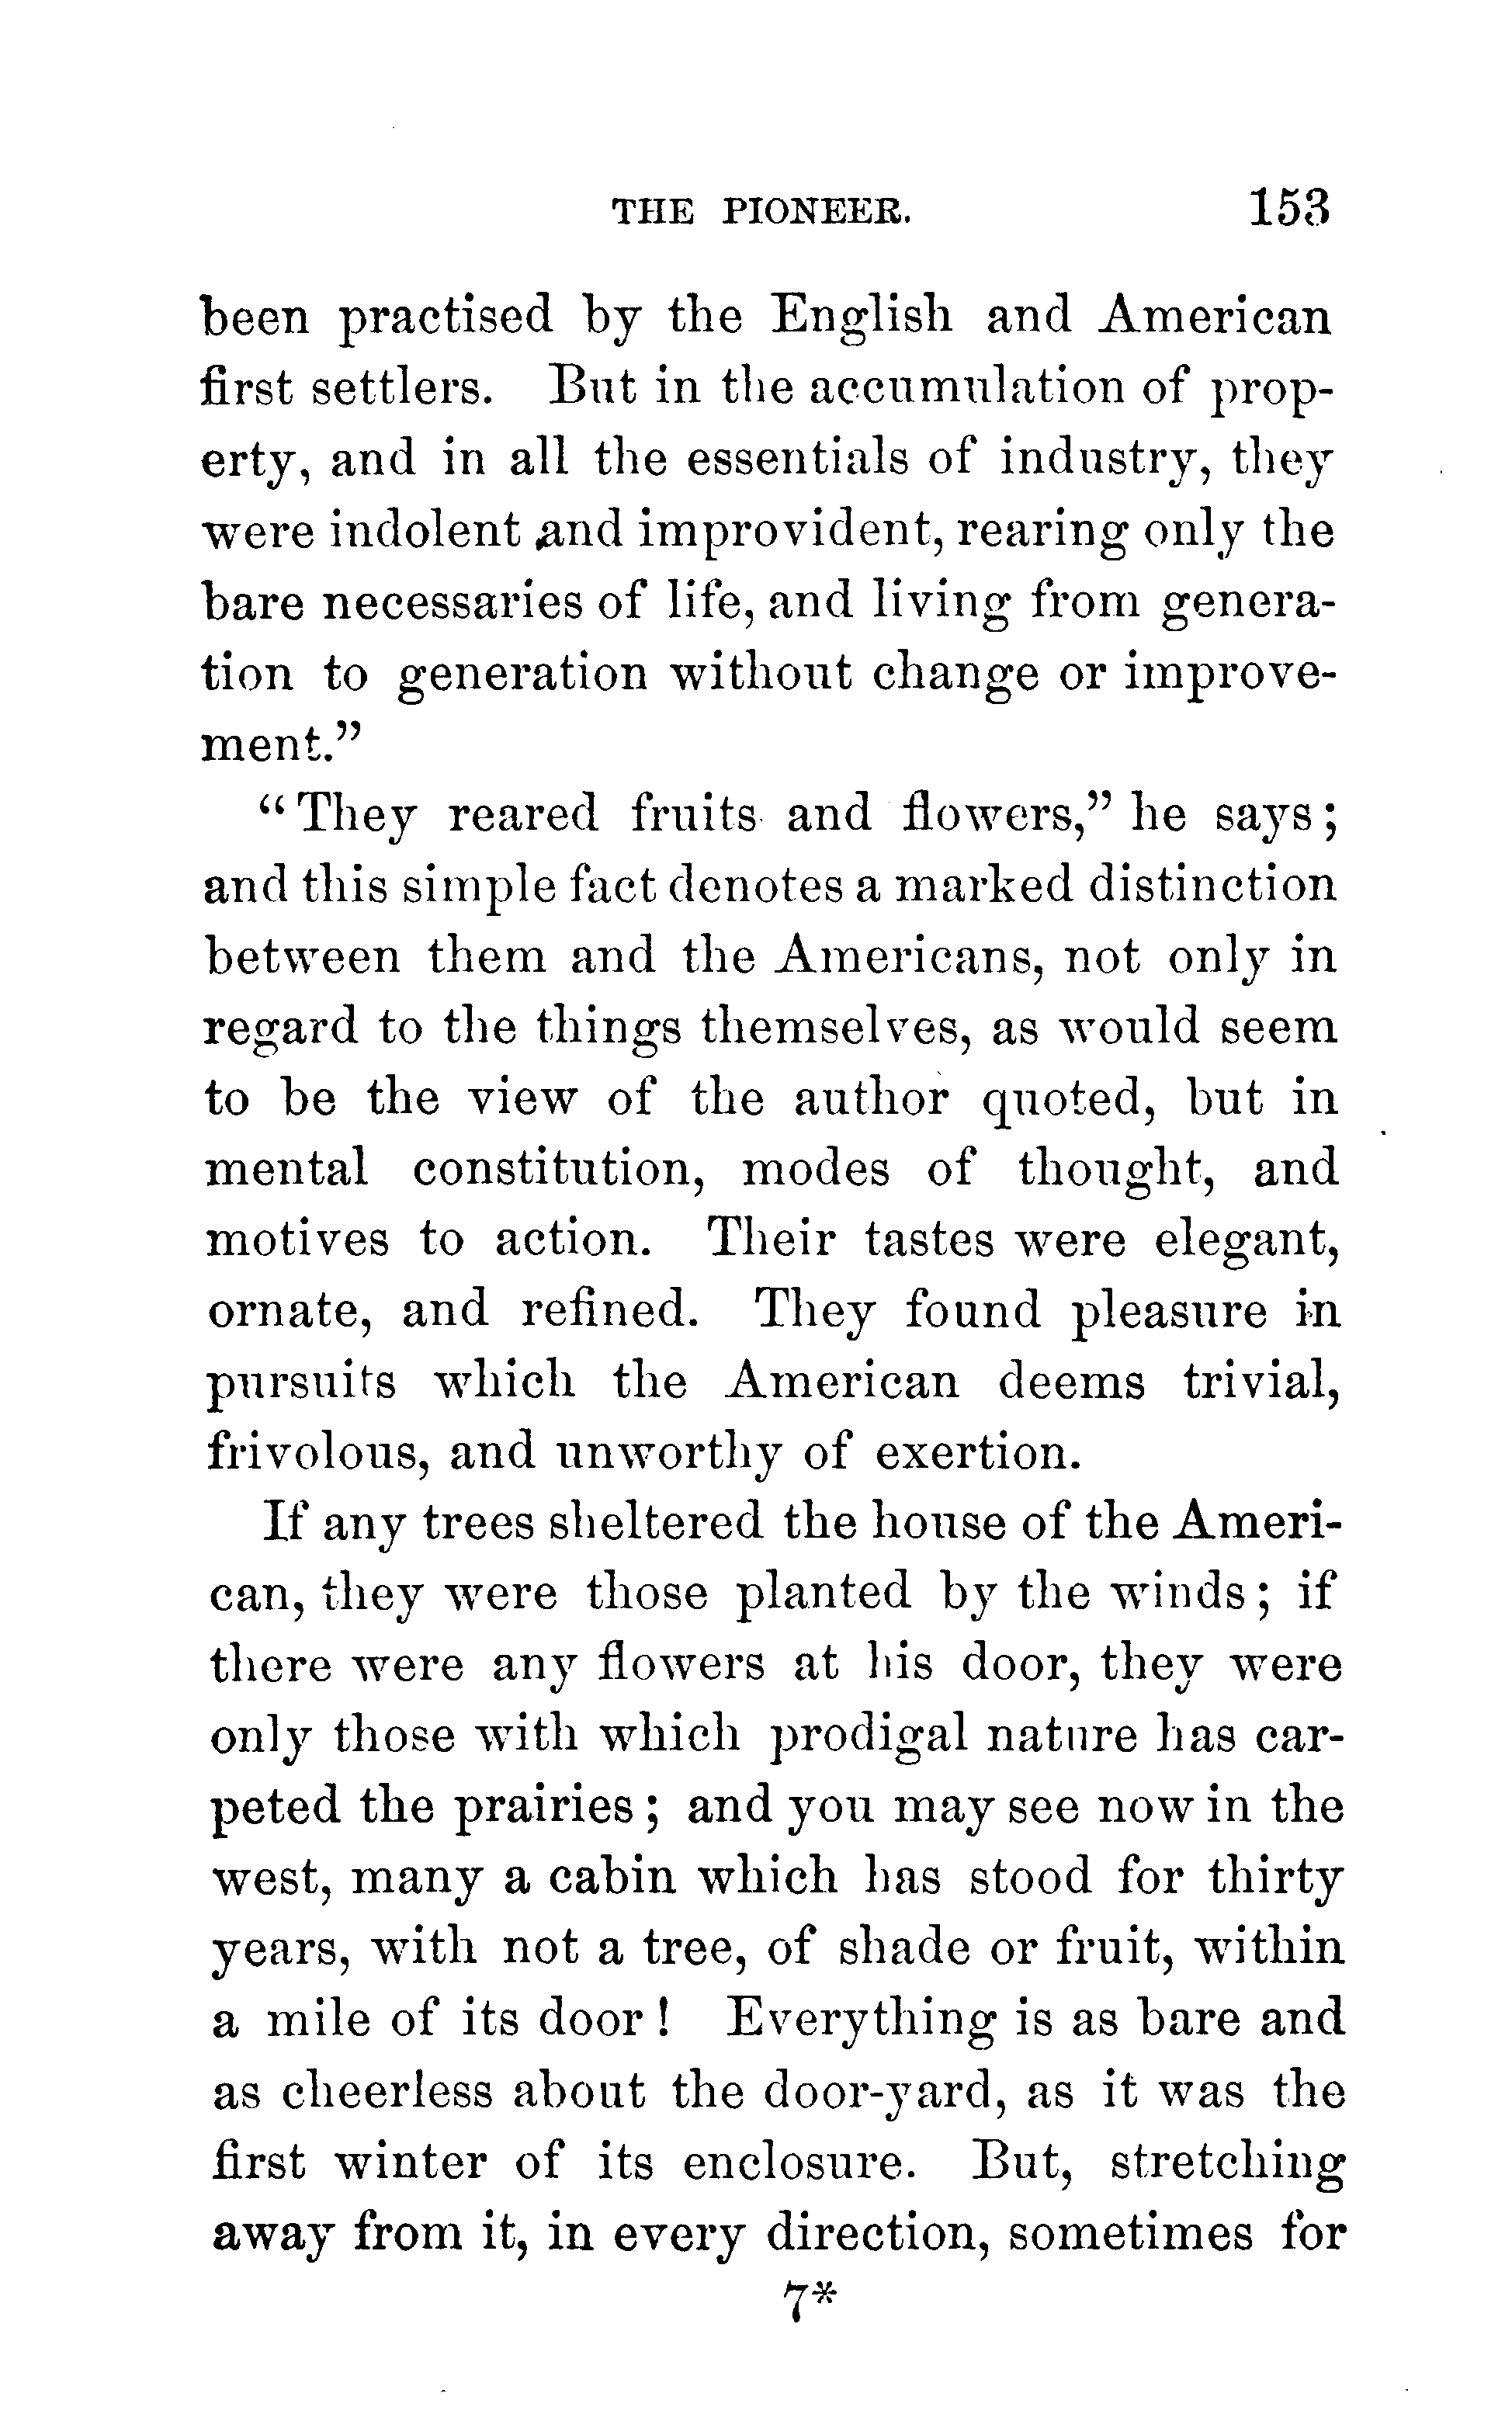 THE PIONEER. 153
been practised by the English and American
first settlers. But in the accumulation of prop-
erty, and in all the essentials of industry, they
were indolent and improvident, rearing only the
bare necessaries of life, and living from genera-
tion to generation without change or improve-
ment.”
“They reared fruits and flowers,” he says;
and this simple fact denotes a marked distinction
between them and the Americans, not only in
regard to the things themselves, as would seem
to be the view of the author quoted, but in
mental constitution, modes of thought, and
motives to action. Their tastes were elegant,
ornate, and refined. They found pleasure in
pursuits which the American deems trivial,
frivolous, and unworthy of exertion.
If any trees sheltered the house of the Ameri-
can, they were those planted by the winds; if
there were any flowers at his door, they were
only those with which prodigal nature has car-
peted the prairies; and you may see now in the
west, many a cabin which has stood for thirty
years, with not a tree, of shade or fruit, within
a mile of its door! Everything is as bare and
as cheerless about the door-yard, as it was the
first winter of its enclosure. But, stretching
away from it, in every direction, sometimes for
7*